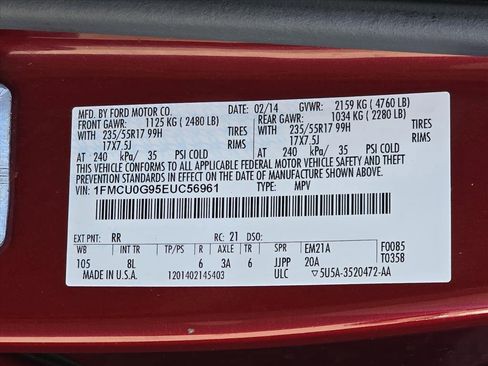 MFD. BY FORD MOTOR CO. DATE: 02/14 GVWR: 2159 KG ( 4760 LB)
FRONT GAWR: 1125 KG ( 2480 LB) REAR GAWR: 1034 KG ( 2280 LB)
235/55R17 99H TIRES 235/55R17 99H TIRES
17X7.5J RIMS 17X7.5J RIMS
AT 240 kPa/ 35 PSI COLD AT 240 kPa/ 35 PSI COLD
THIS VEHICLE CONFORMS TO ALL APPLICABLE FEDERAL MOTOR VEHICLE SAFETY AND THEFT
PREVENTION STANDARDS IN EFFECT ON THE DATE OF MANUFACTURE SHOWN ABOVE.
VIN: 1FMCU0G95EUC56961 TYPE: MPV
EXT PNT: RR RC: 21 DSO:
WB INT TR TP/PS R AXLE TR SPR EM21A F0085
105 8L 6 3A 6 JJPP 20A T0358
MADE IN U.S.A. 1201402145403 ULC 5U5A-3520472-AA